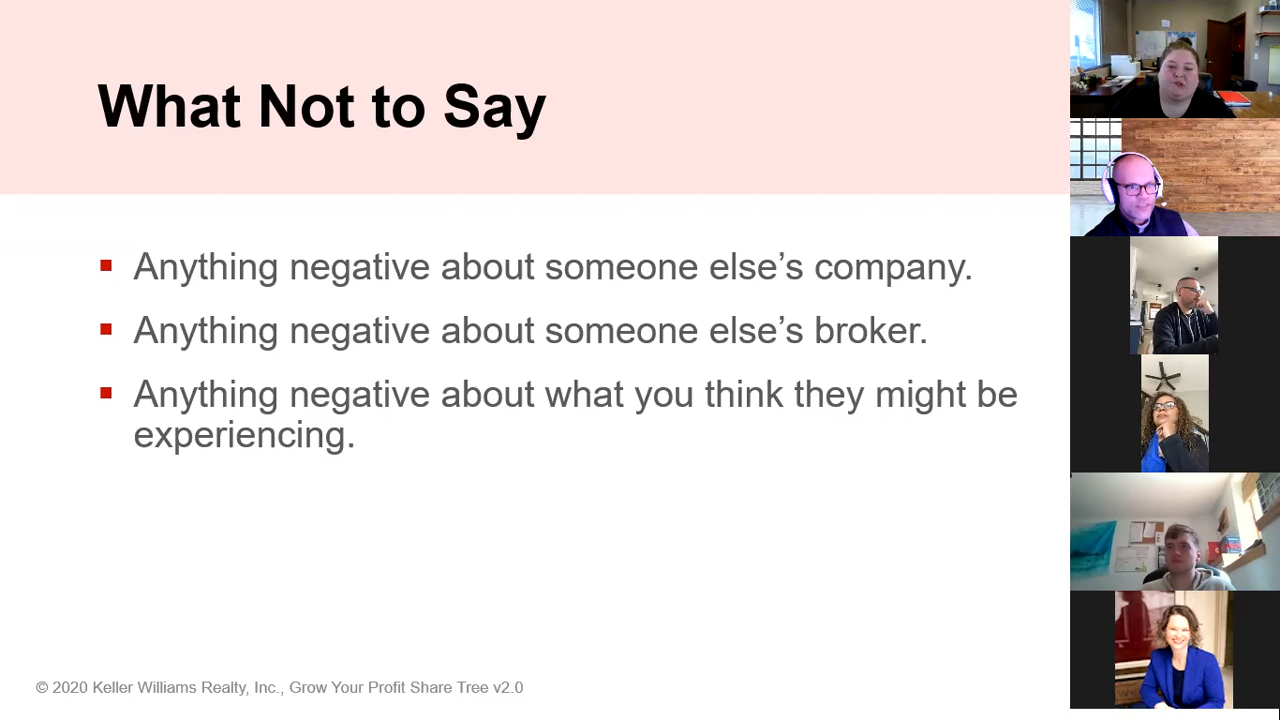 What Not to Say
Anything negative about someone else’s company.
Anything negative about someone else’s broker.
Anything negative about what you think they might be
experiencing.
© 2020 Keller Williams Realty, Inc., Grow Your Profit Share Tree v2.0